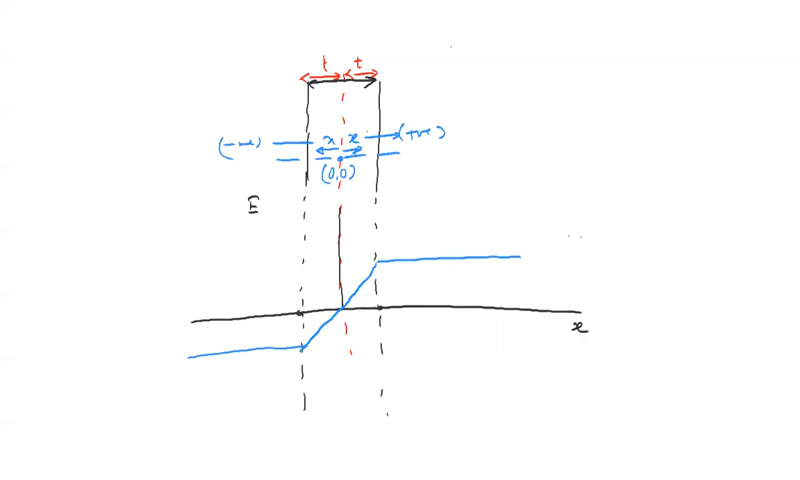 t t
(-ve) x x (+ve)
(0,0)
E
x